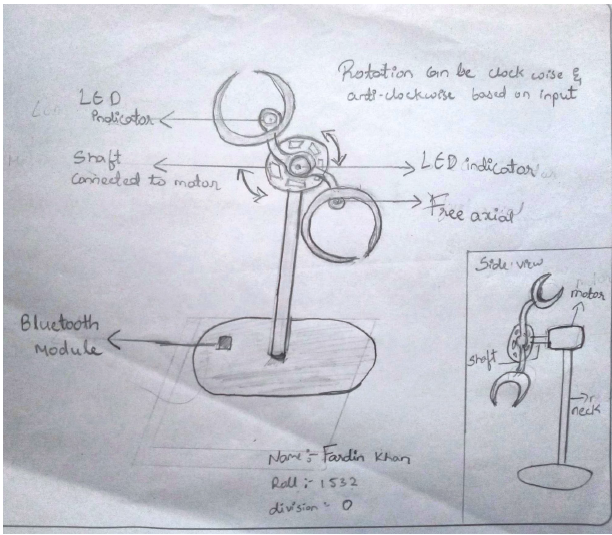 Rotation can be clock wise &
anti-clockwise based on input
LED
Indicator
Shaft
Connected to motor
LED indicator
Free axial
Bluetooth
Module
Side view
motor
Shaft
neck
Name:- Fardin Khan
Roll:- 1532
division - O